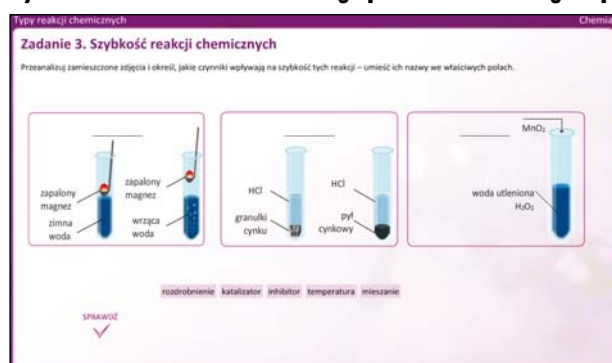 Typy reakcji chemicznych
Chemia
Zadanie 3. Szybkość reakcji chemicznych
Przeanalizuj zamieszczone zdjęcia i określ, jakie czynniki wpływają na szybkość tych reakcji – umieść ich nazwy we właściwych polach.
zapalony
magnez
zimna
woda
zapalony
magnez
wrząca
woda
HCl
granulki
cynku
HCl
pył
cynkowy
MnO₂
woda utleniona
H₂O₂
rozdrobnienie katalizator inhibitor temperatura mieszanie
SPRAWDŹ